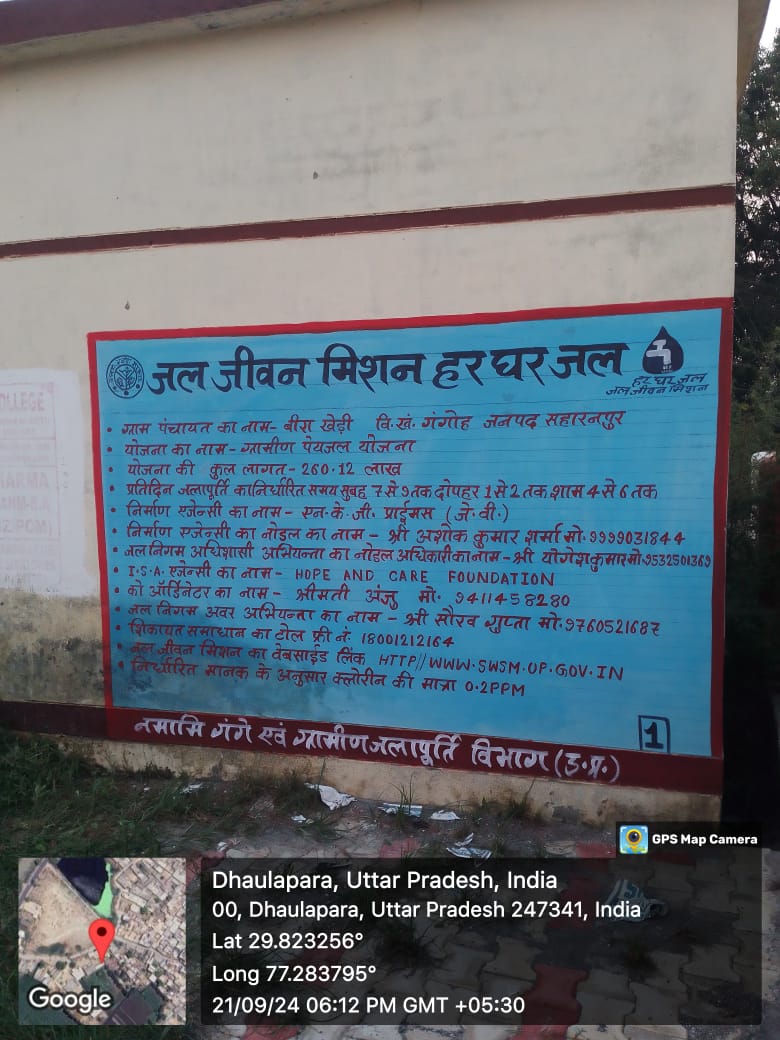 जल जीवन मिशन हर घर जल
हर घर जल
जल जीवन मिशन
• ग्राम पंचायत का नाम- बीरा खेड़ी वि.खं. गंगोह जनपद सहारनपुर
• योजना का नाम- ग्रामीण पेयजल योजना
• योजना की कुल लागत- 260.12 लाख
• प्रतिदिन जलापूर्ति का निर्धारित समय सुबह 7 से 9 तक दोपहर 1 से 2 तक शाम 4 से 6 तक
• निर्माण एजेन्सी का नाम- एन.के.जी. प्राईमस (जे.वी.)
• निर्माण एजेन्सी का नोडल का नाम- श्री अशोक कुमार शर्मा मो. 9999031844
• जल निगम अधिशासी अभियन्ता का नोडल अधिकारी का नाम- श्री योगेश कुमार मो. 9532501369
• I.S.A. एजेन्सी का नाम- HOPE AND CARE FOUNDATION
• को ऑर्डिनेटर का नाम- श्रीमती अंजु मो. 9411458280
• जल निगम अवर अभियन्ता का नाम- श्री सौरव गुप्ता मो. 9760521687
• शिकायत समाधान का टोल फ्री नं. 18001212164
• जल जीवन मिशन का वेबसाईड लिंक HTTP//WWW.SWSM.OP.GOV.IN
• निर्धारित मानक के अनुसार क्लोरीन की मात्रा 0.2PPM
1
नमामि गंगे एवं ग्रामीण जलापूर्ति विभाग (उ.प्र.)
GPS Map Camera
Dhaulapara, Uttar Pradesh, India
00, Dhaulapara, Uttar Pradesh 247341, India
Lat 29.823256°
Long 77.283795°
21/09/24 06:12 PM GMT +05:30
Google